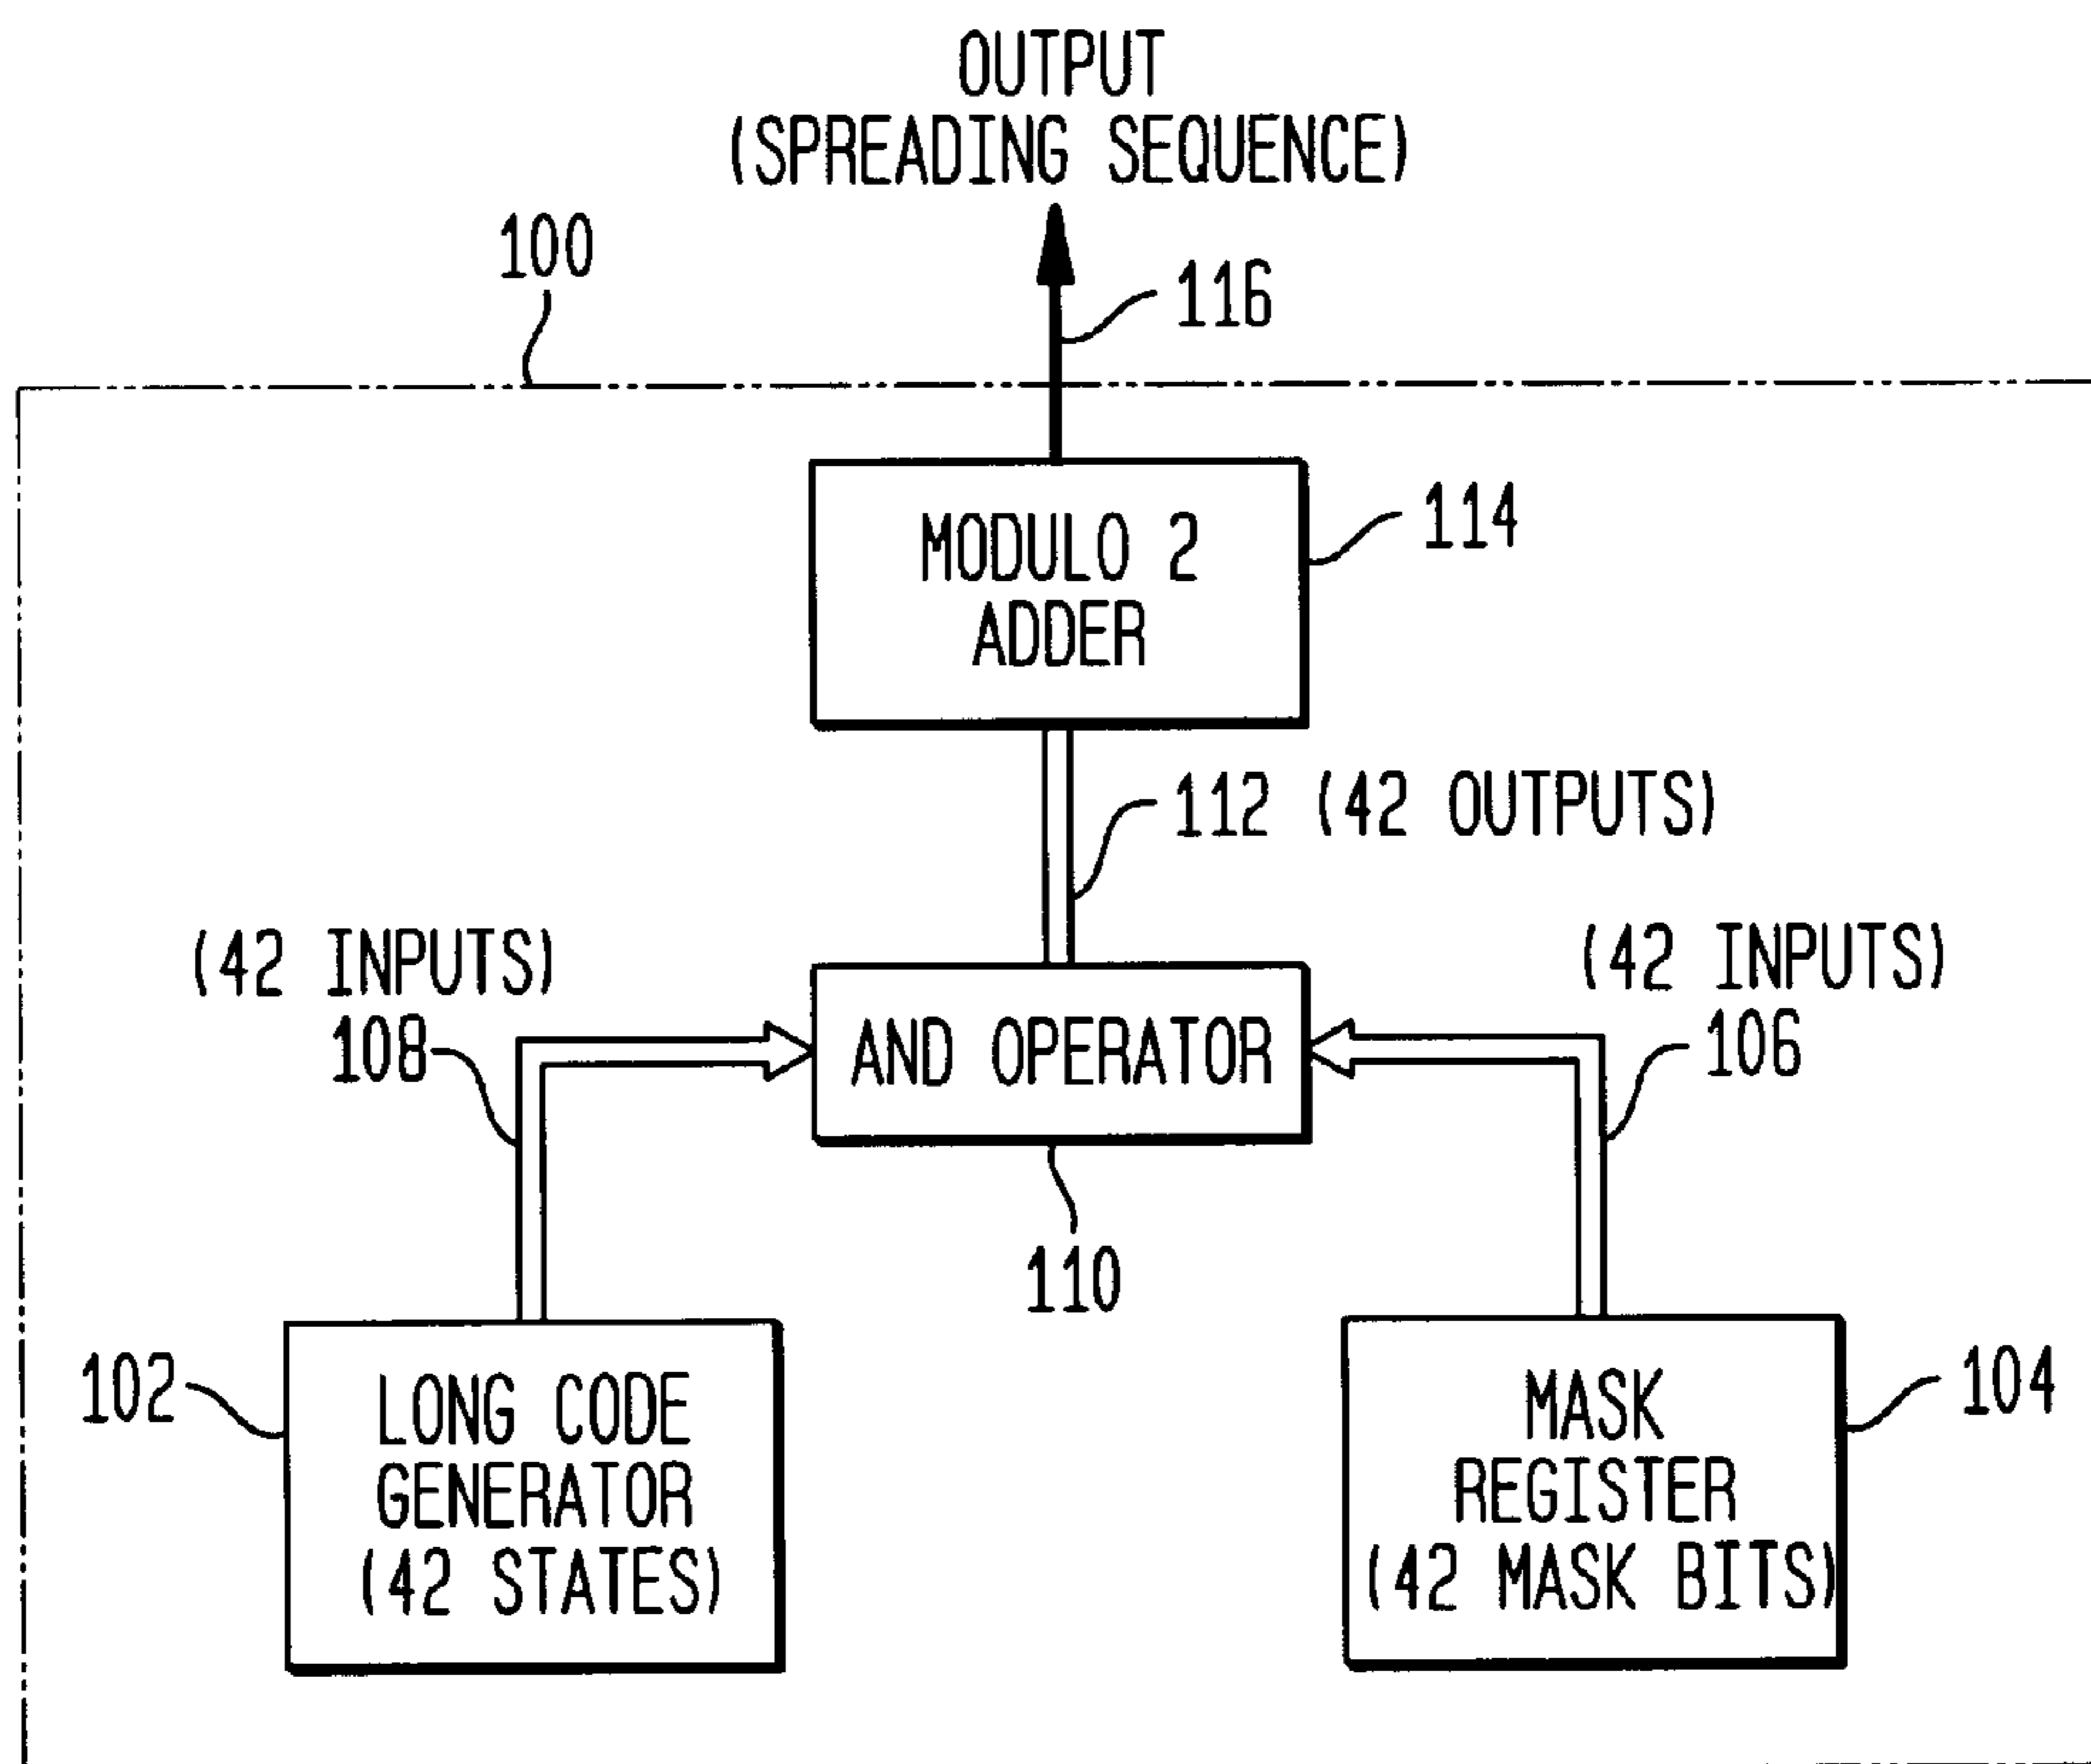 OUTPUT
(SPREADING SEQUENCE)
100
116
MODULO 2
ADDER
114
112 (42 OUTPUTS)
(42 INPUTS)
108
AND OPERATOR
(42 INPUTS)
106
110
102
LONG CODE
GENERATOR
(42 STATES)
MASK
REGISTER
(42 MASK BITS)
104